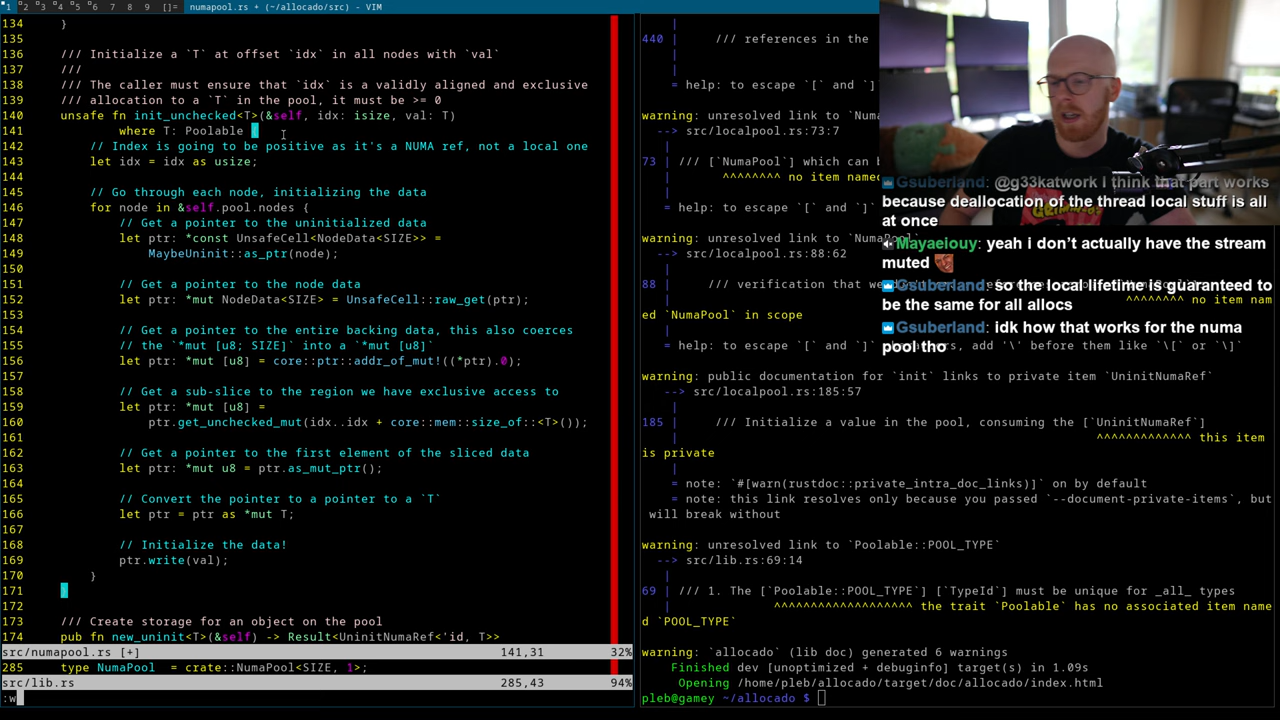 1 2 3 4 5 6 7 8 9 []= numapool.rs + (~/allocado/src) - VIM
134     }
135
136     /// Initialize a `T` at offset `idx` in all nodes with `val`
137     ///
138     /// The caller must ensure that `idx` is a validly aligned and exclusive
139     /// allocation to a `T` in the pool, it must be >= 0
140     unsafe fn init_unchecked<T>(&self, idx: isize, val: T)
141             where T: Poolable {
142         // Index is going to be positive as it's a NUMA ref, not a local one
143         let idx = idx as usize;
144
145         // Go through each node, initializing the data
146         for node in &self.pool.nodes {
147             // Get a pointer to the uninitialized data
148             let ptr: *const UnsafeCell<NodeData<SIZE>> =
149                 MaybeUninit::as_ptr(node);
150
151             // Get a pointer to the node data
152             let ptr: *mut NodeData<SIZE> = UnsafeCell::raw_get(ptr);
153
154             // Get a pointer to the entire backing data, this also coerces
155             // the `*mut [u8; SIZE]` into a `*mut [u8]`
156             let ptr: *mut [u8] = core::ptr::addr_of_mut!((*ptr).0);
157
158             // Get a sub-slice to the region we have exclusive access to
159             let ptr: *mut [u8] =
160                 ptr.get_unchecked_mut(idx..idx + core::mem::size_of::<T>());
161
162             // Get a pointer to the first element of the sliced data
163             let ptr: *mut u8 = ptr.as_mut_ptr();
164
165             // Convert the pointer to a pointer to a `T`
166             let ptr = ptr as *mut T;
167
168             // Initialize the data!
169             ptr.write(val);
170         }
171     }
172
173     /// Create storage for an object on the pool
174     pub fn new_uninit<T>(&self) -> Result<UninitNumaRef<'id, T>>
src/numapool.rs [+] 141,31 32%
285     type NumaPool  = crate::NumaPool<SIZE, 1>;
src/lib.rs 285,43 94%
:w
440 |     /// references in the
= help: to escape `[` and `]`
warning: unresolved link to `Numa
--> src/localpool.rs:73:7
73 | /// [`NumaPool`] which can b
^^^^^^^^ no item named
= help: to escape `[` and `]`
warning: unresolved link to `NumaPool`
--> src/localpool.rs:88:62
88 |     /// verification that we
^^^^^^^^ no item nam
ed `NumaPool` in scope
= help: to escape `[` and `]` characters, add '\' before them like `\[` or `\]`
warning: public documentation for `init` links to private item `UninitNumaRef`
--> src/localpool.rs:185:57
185 |     /// Initialize a value in the pool, consuming the [`UninitNumaRef`]
^^^^^^^^^^^^^ this item
is private
= note: `#[warn(rustdoc::private_intra_doc_links)]` on by default
= note: this link resolves only because you passed `--document-private-items`, but
will break without
warning: unresolved link to `Poolable::POOL_TYPE`
--> src/lib.rs:69:14
69 | /// 1. The [`Poolable::POOL_TYPE`] [`TypeId`] must be unique for _all_ types
^^^^^^^^^^^^^^^^^^^ the trait `Poolable` has no associated item name
d `POOL_TYPE`
warning: `allocado` (lib doc) generated 6 warnings
Finished dev [unoptimized + debuginfo] target(s) in 1.09s
Opening /home/pleb/allocado/target/doc/allocado/index.html
pleb@gamey ~/allocado $
Gsuberland: @g33katwork I think that part works
because deallocation of the thread local stuff is all
at once
Mayaeiouy: yeah i don't actually have the stream
muted
Gsuberland: so the local lifetime is guaranteed to
be the same for all allocs
Gsuberland: idk how that works for the numa
pool tho